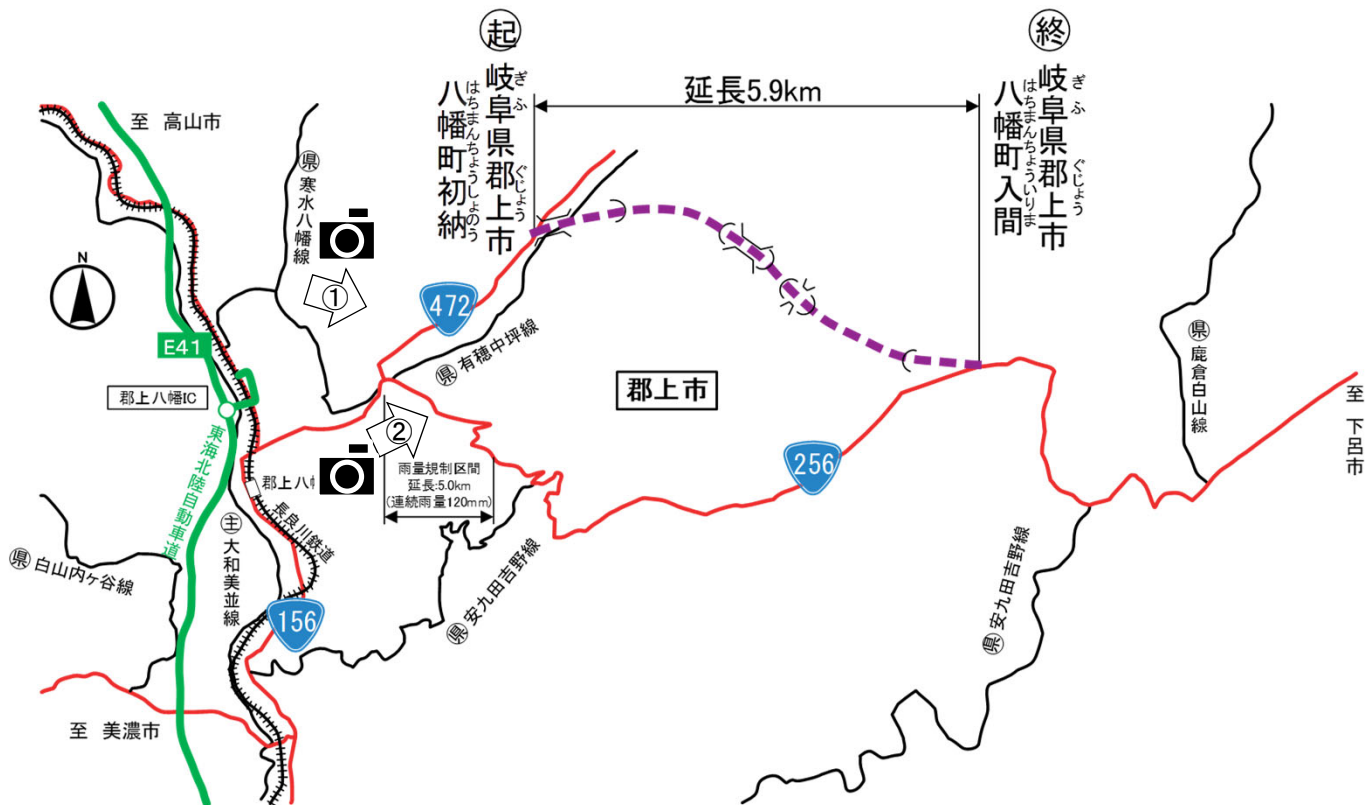 起
岐阜県郡上市
ぎふ ぐじょう
八幡町初納
はちまんちょうしょのう
終
岐阜県郡上市
ぎふ ぐじょう
八幡町入間
はちまんちょういりま
延長5.9km
至 高山市
県 寒水八幡線
N
①
472
E41
県 有穂中坪線
県 鹿倉白山線
至 下呂市
郡上八幡IC
郡上市
②
256
東海北陸自動車道
郡上八幡
雨量規制区間
延長:5.0km
(連続雨量120mm)
長良川鉄道
主 大和美並線
県 白山内ケ谷線
県 安九田吉野線
県 安九田吉野線
156
至 美濃市